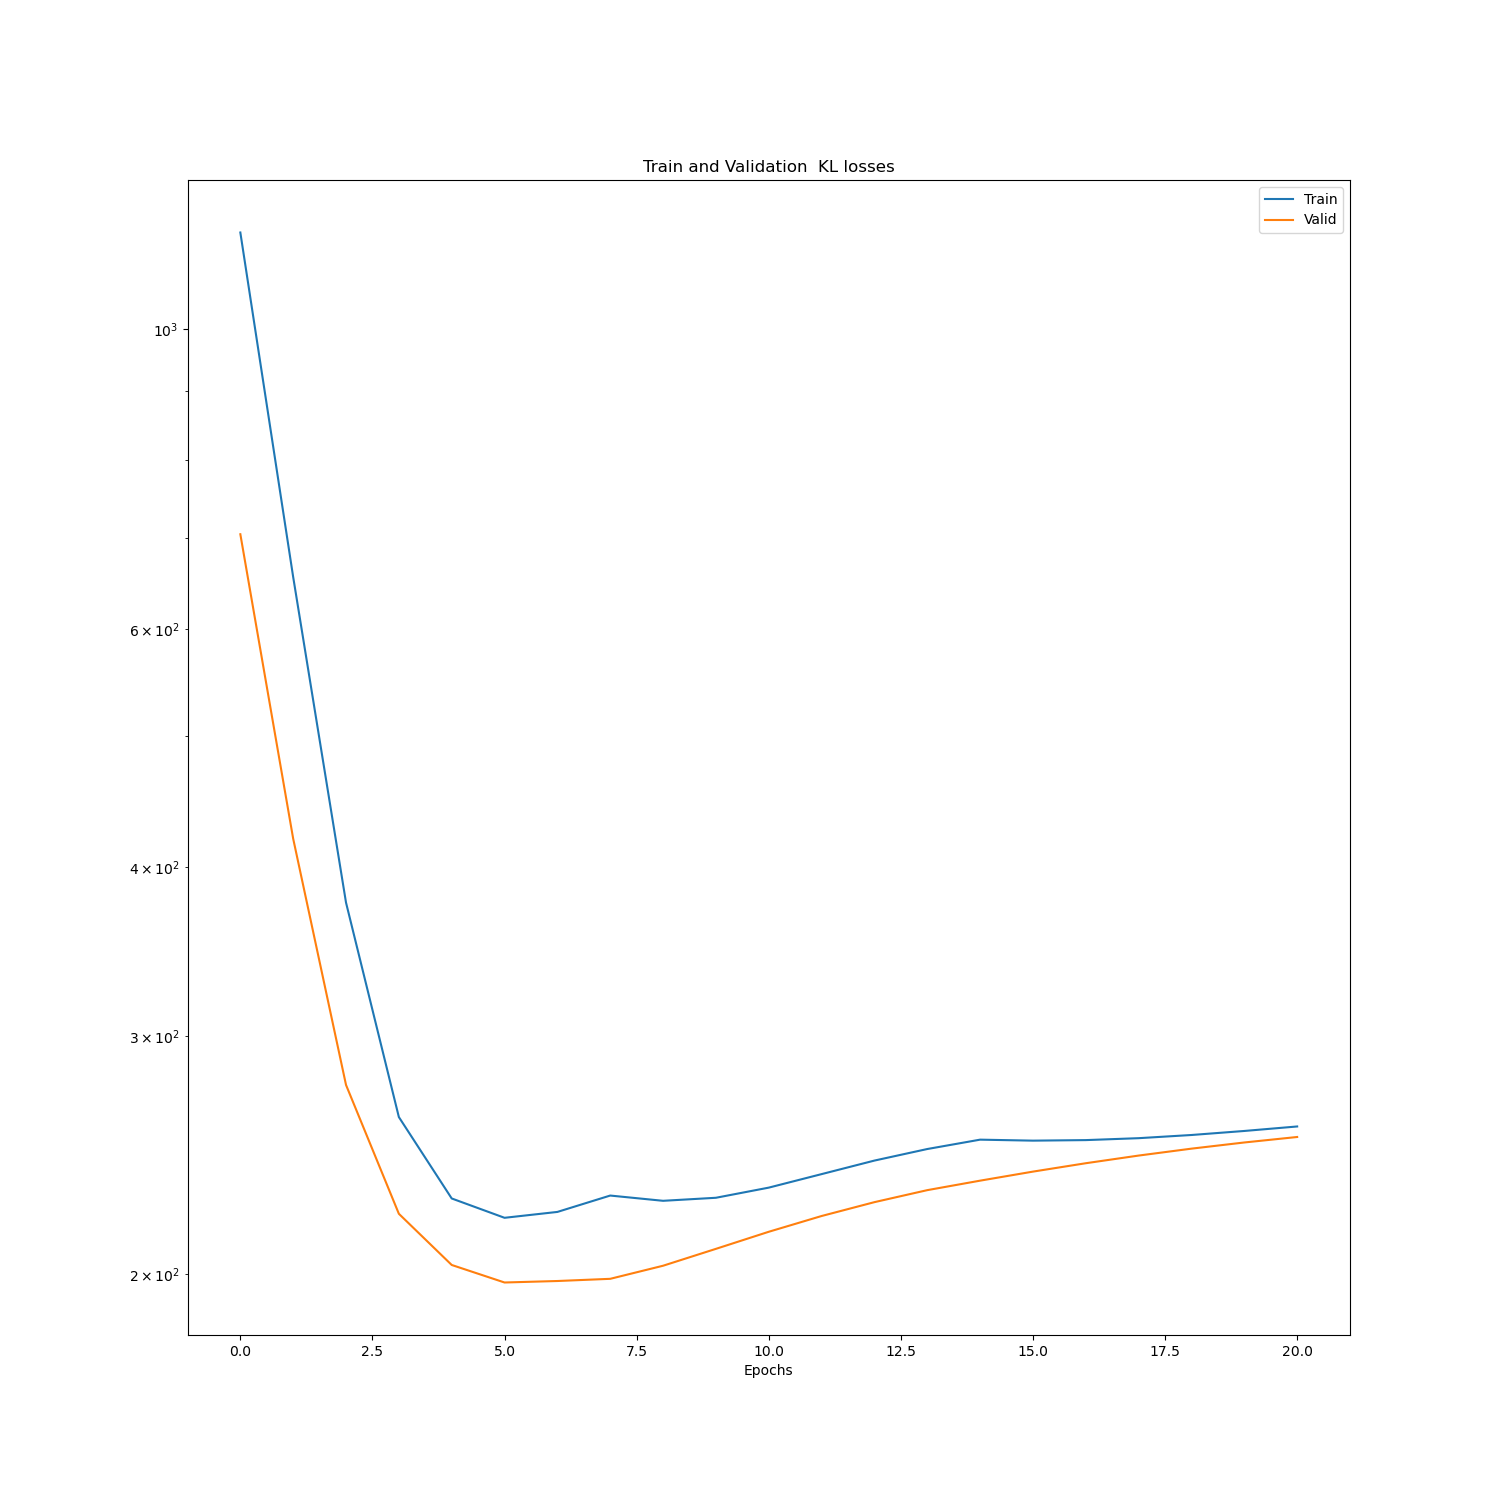 Train and Validation  KL losses
Train
Valid
10³
6 × 10²
4 × 10²
3 × 10²
2 × 10²
0.0 2.5 5.0 7.5 10.0 12.5 15.0 17.5 20.0
Epochs